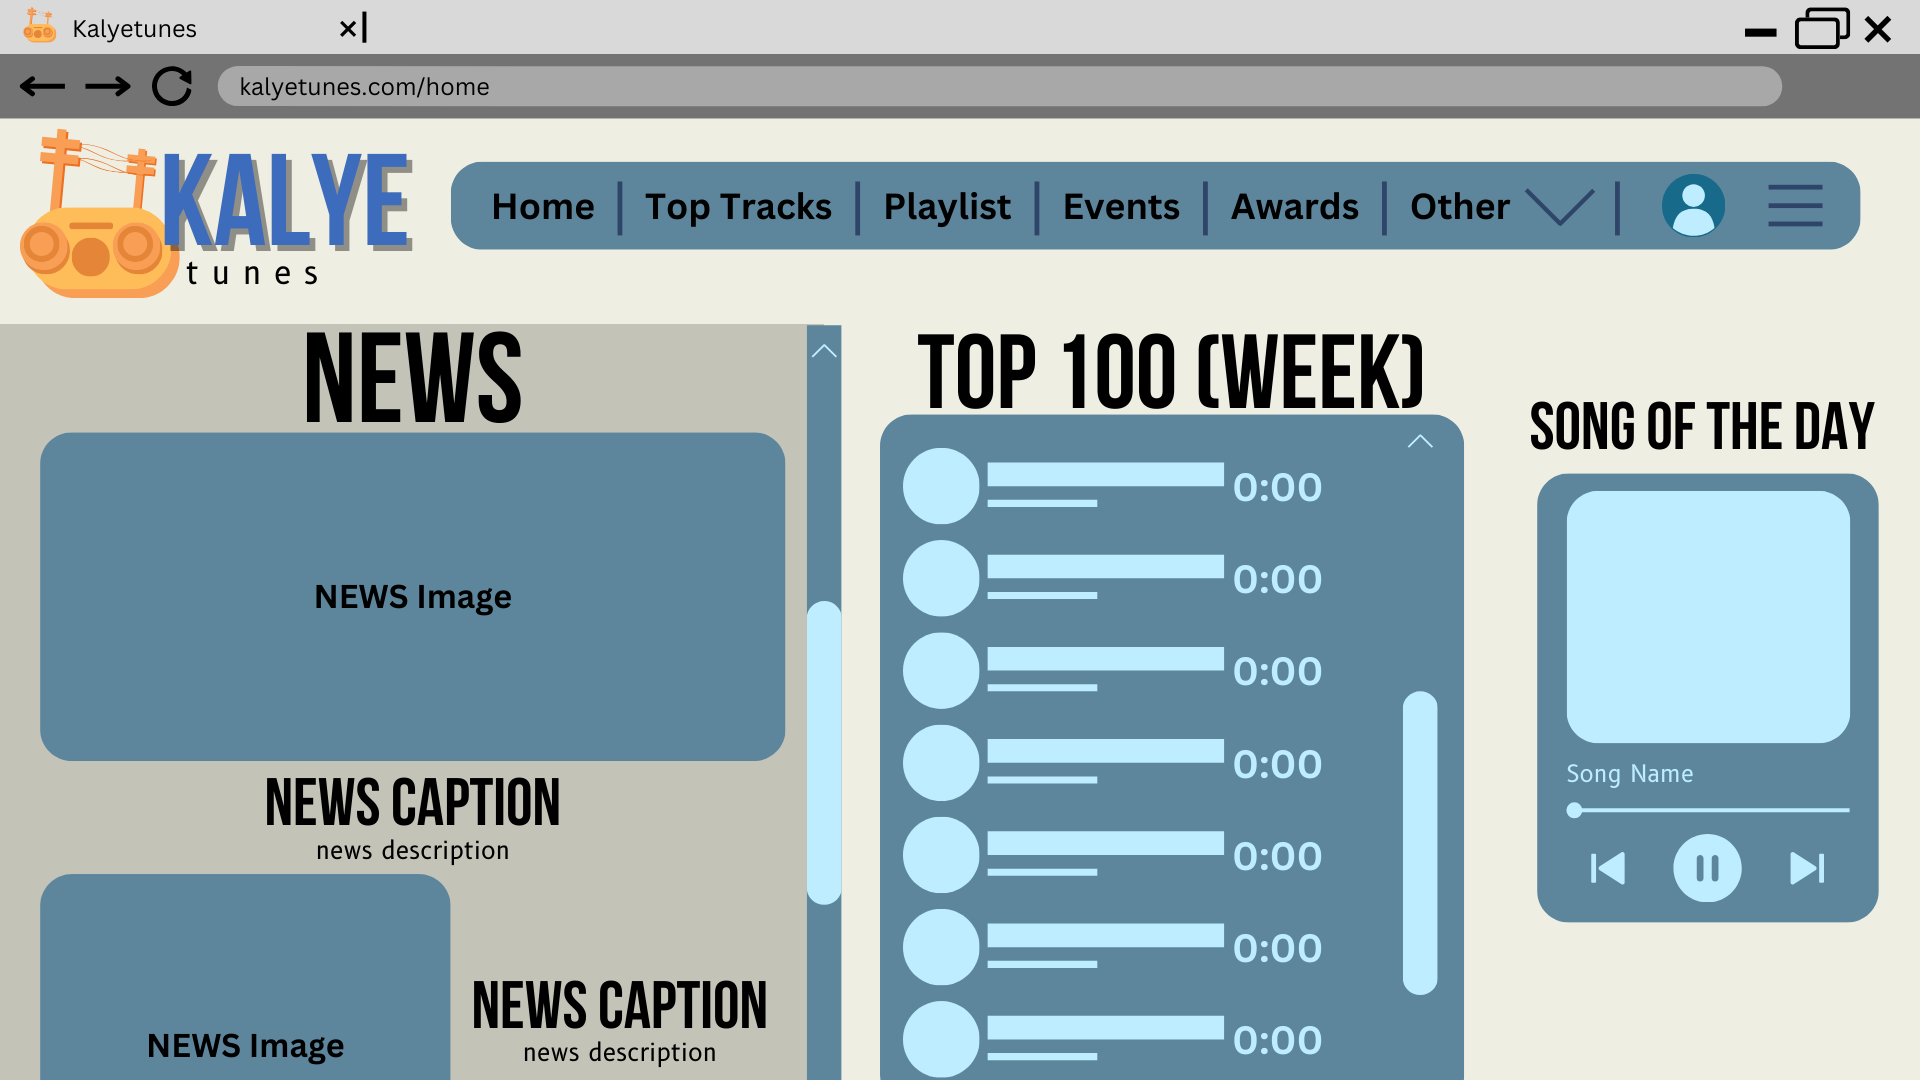 Kalyetunes
kalyetunes.com/home
KALYE
tunes
Home
Top Tracks
Playlist
Events
Awards
Other
NEWS
NEWS Image
NEWS CAPTION
news description
NEWS Image
NEWS CAPTION
news description
TOP 100 (WEEK)
0:00
0:00
0:00
0:00
0:00
0:00
0:00
SONG OF THE DAY
Song Name